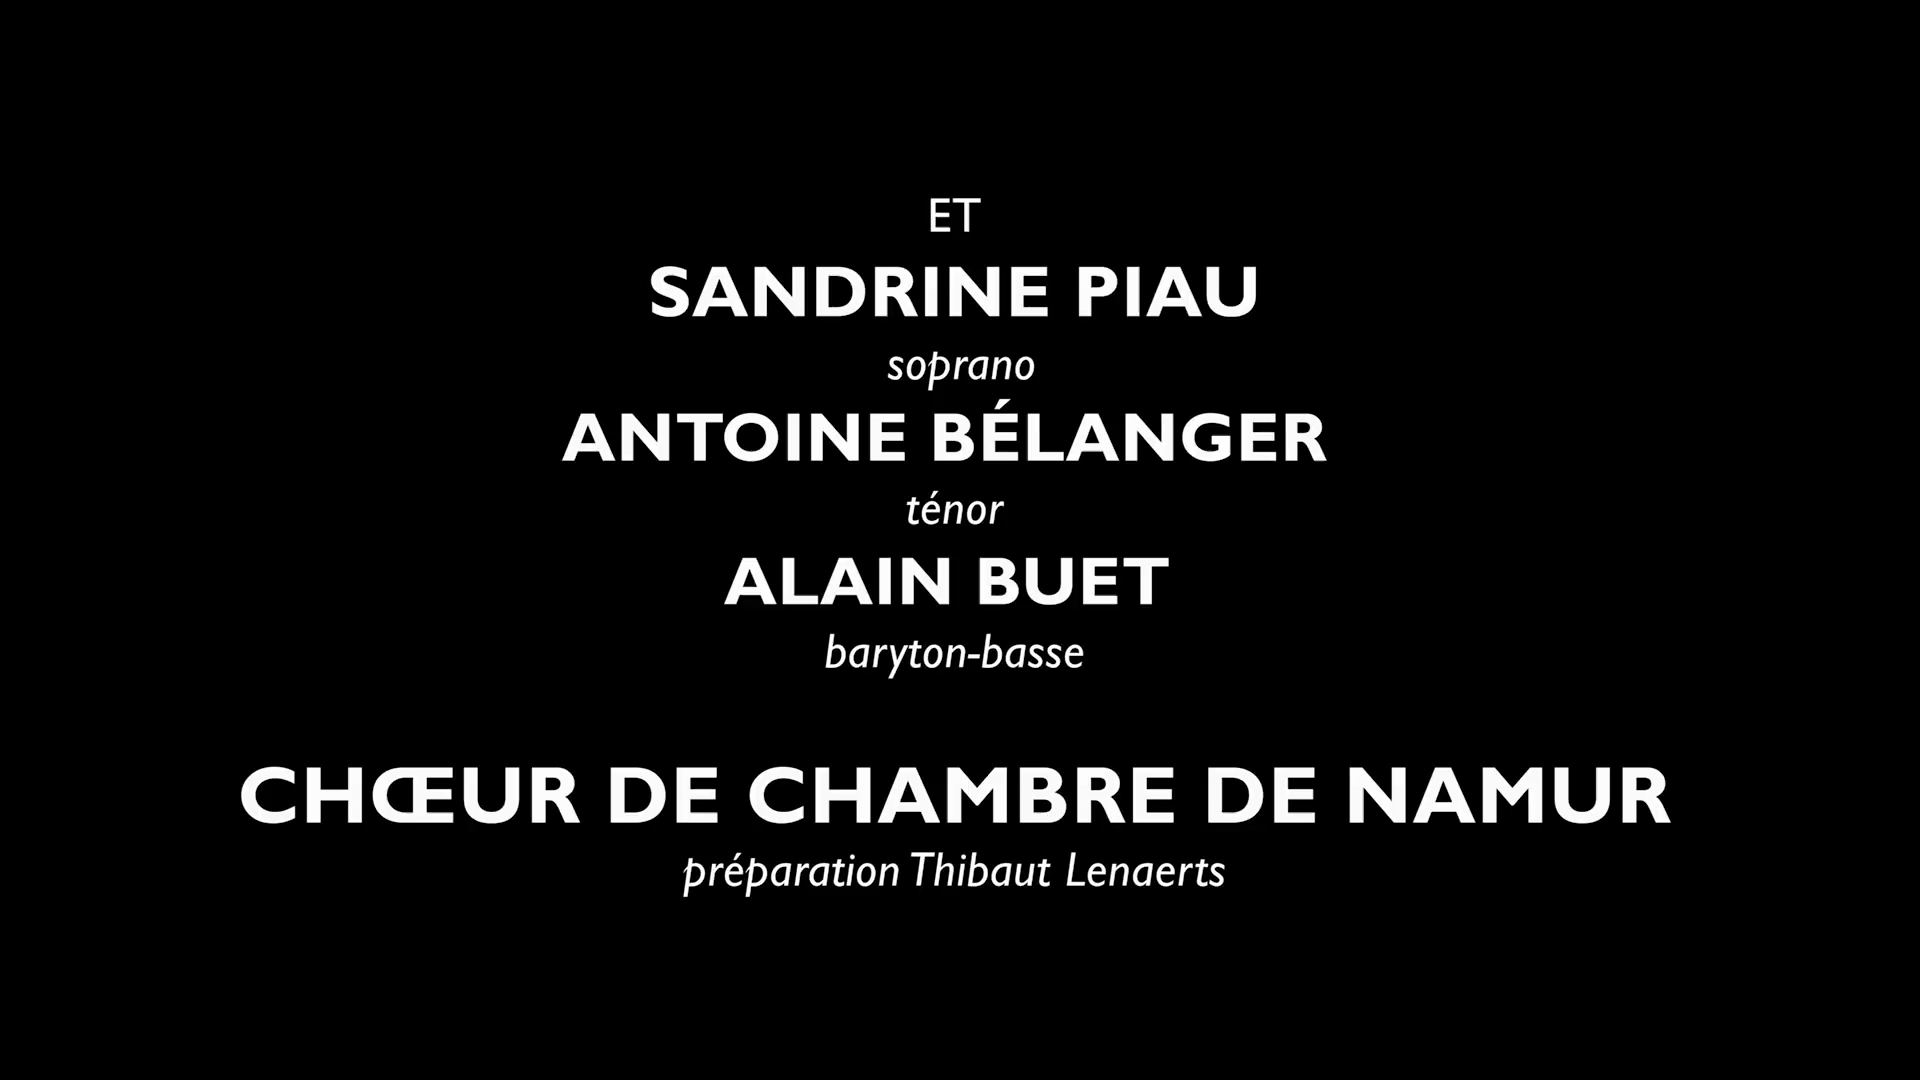 ET
SANDRINE PIAU
soprano
ANTOINE BÉLANGER
ténor
ALAIN BUET
baryton-basse
CHŒUR DE CHAMBRE DE NAMUR
préparation Thibaut Lenaerts